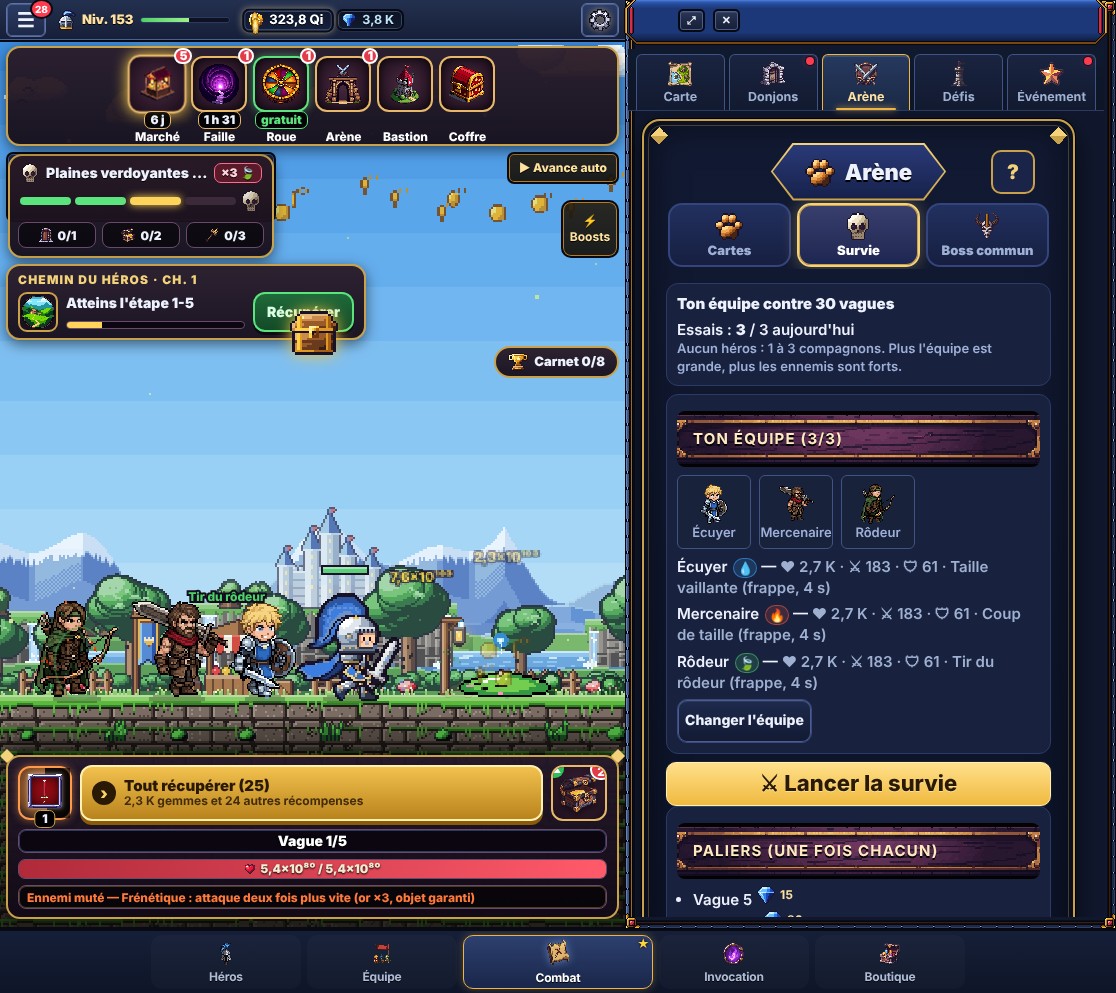 28
Niv. 153
323,8 Qi
3,8 K
5
1
1
1
6 j
1 h 31
gratuit
Marché
Faille
Roue
Arène
Bastion
Coffre
Plaines verdoyantes ...
×3
Avance auto
0/1
0/2
0/3
Boosts
CHEMIN DU HÉROS · CH. 1
Atteins l'étape 1-5
Récupérer
Carnet 0/8
Tir du rôdeur
Tout récupérer (25)
2,3 K gemmes et 24 autres récompenses
1
Vague 1/5
5,4×10⁸⁰ / 5,4×10⁸⁰
Ennemi muté — Frénétique : attaque deux fois plus vite (or ×3, objet garanti)
Carte
Donjons
Arène
Défis
Événement
Arène
?
Cartes
Survie
Boss commun
Ton équipe contre 30 vagues
Essais : 3 / 3 aujourd'hui
Aucun héros : 1 à 3 compagnons. Plus l'équipe est
grande, plus les ennemis sont forts.
TON ÉQUIPE (3/3)
Écuyer
Mercenaire
Rôdeur
Écuyer — 2,7 K · 183 · 61 · Taille
vaillante (frappe, 4 s)
Mercenaire — 2,7 K · 183 · 61 · Coup
de taille (frappe, 4 s)
Rôdeur — 2,7 K · 183 · 61 · Tir du
rôdeur (frappe, 4 s)
Changer l'équipe
Lancer la survie
PALIERS (UNE FOIS CHACUN)
• Vague 5 15
Héros
Équipe
Combat
Invocation
Boutique